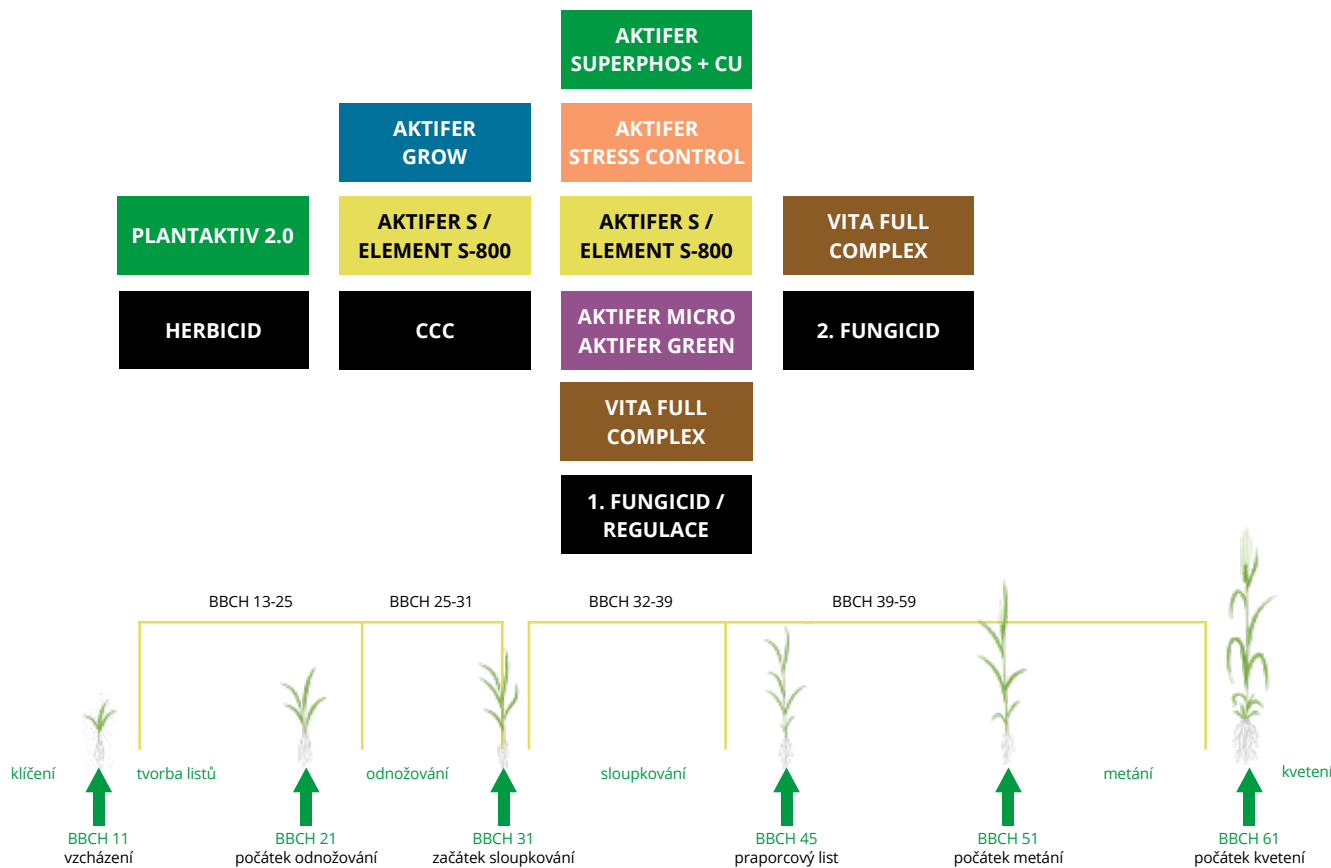 AKTIFER
SUPERPHOS + CU
AKTIFER
GROW
AKTIFER
STRESS CONTROL
PLANTAKTIV 2.0
AKTIFER S /
ELEMENT S-800
AKTIFER S /
ELEMENT S-800
VITA FULL
COMPLEX
HERBICID
CCC
AKTIFER MICRO
AKTIFER GREEN
2. FUNGICID
VITA FULL
COMPLEX
1. FUNGICID /
REGULACE
BBCH 13-25
BBCH 25-31
BBCH 32-39
BBCH 39-59
klíčení
tvorba listů
odnožování
sloupkování
metání
kvetení
BBCH 11
vzcházení
BBCH 21
počátek odnožování
BBCH 31
začátek sloupkování
BBCH 45
praporcový list
BBCH 51
počátek metání
BBCH 61
počátek kvetení